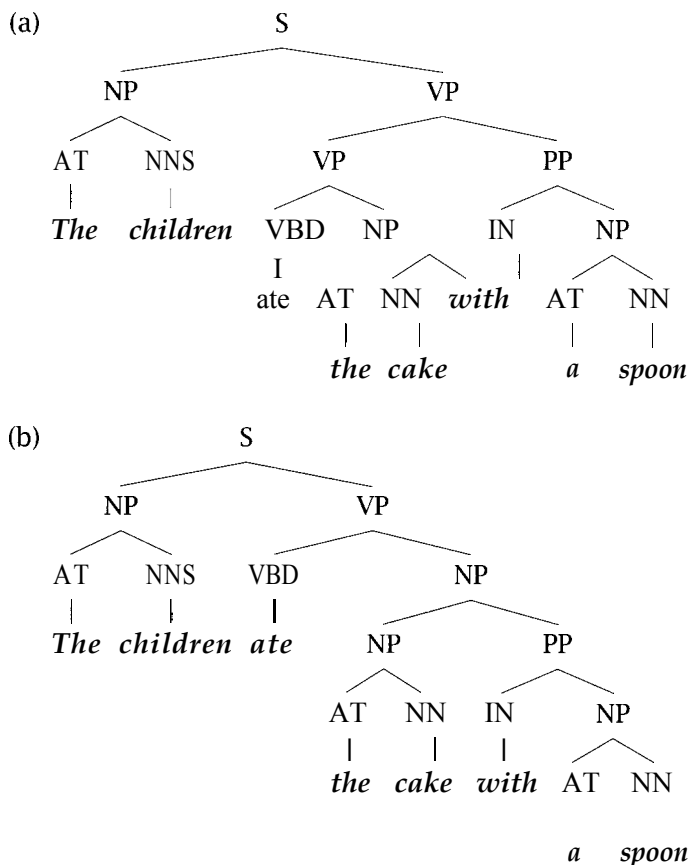 (a) S
NP VP
AT NNS VP PP
The children VBD NP IN NP
I
ate AT NN with AT NN
the cake a spoon
(b) S
NP VP
AT NNS VBD NP
The children ate NP PP
AT NN IN NP
the cake with AT NN
a spoon